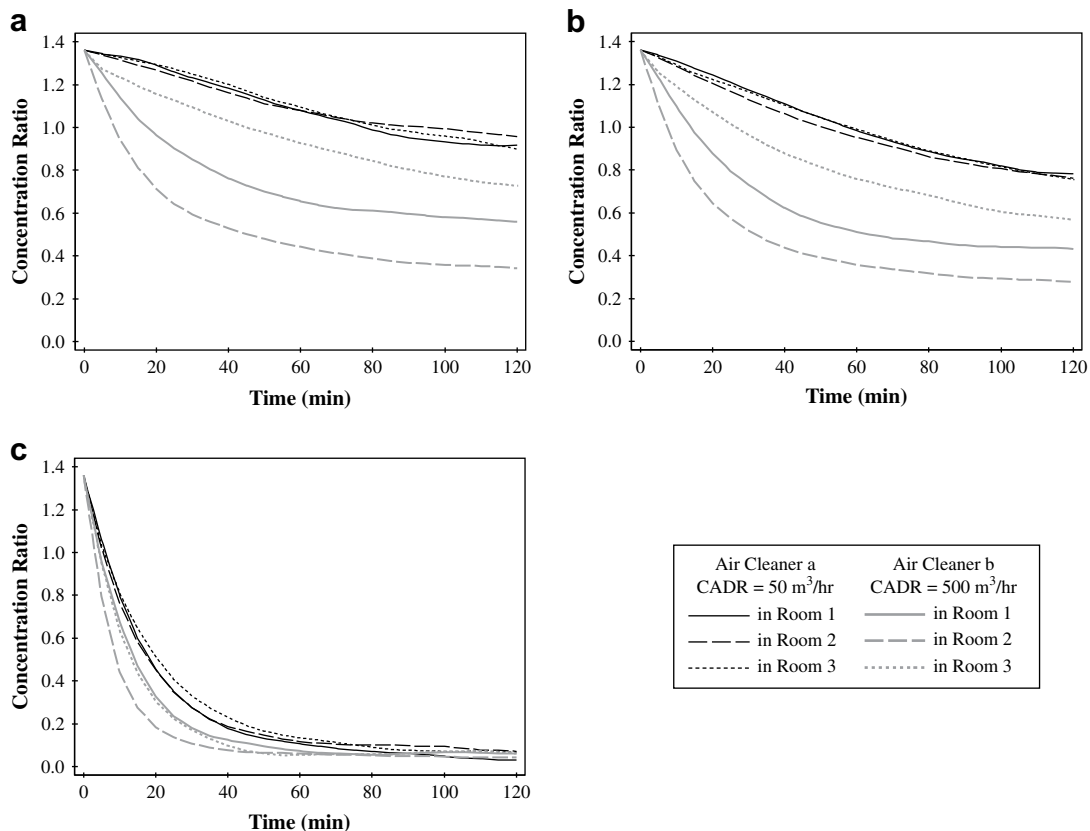 a
1.4
1.2
1.0
0.8
0.6
0.4
0.2
0.0
Concentration Ratio
0 20 40 60 80 100 120
Time (min)
b
1.4
1.2
1.0
0.8
0.6
0.4
0.2
0.0
Concentration Ratio
0 20 40 60 80 100 120
Time (min)
c
1.4
1.2
1.0
0.8
0.6
0.4
0.2
0.0
Concentration Ratio
0 20 40 60 80 100 120
Time (min)
Air Cleaner a
CADR = 50 m³/hr
in Room 1
in Room 2
in Room 3
Air Cleaner b
CADR = 500 m³/hr
in Room 1
in Room 2
in Room 3